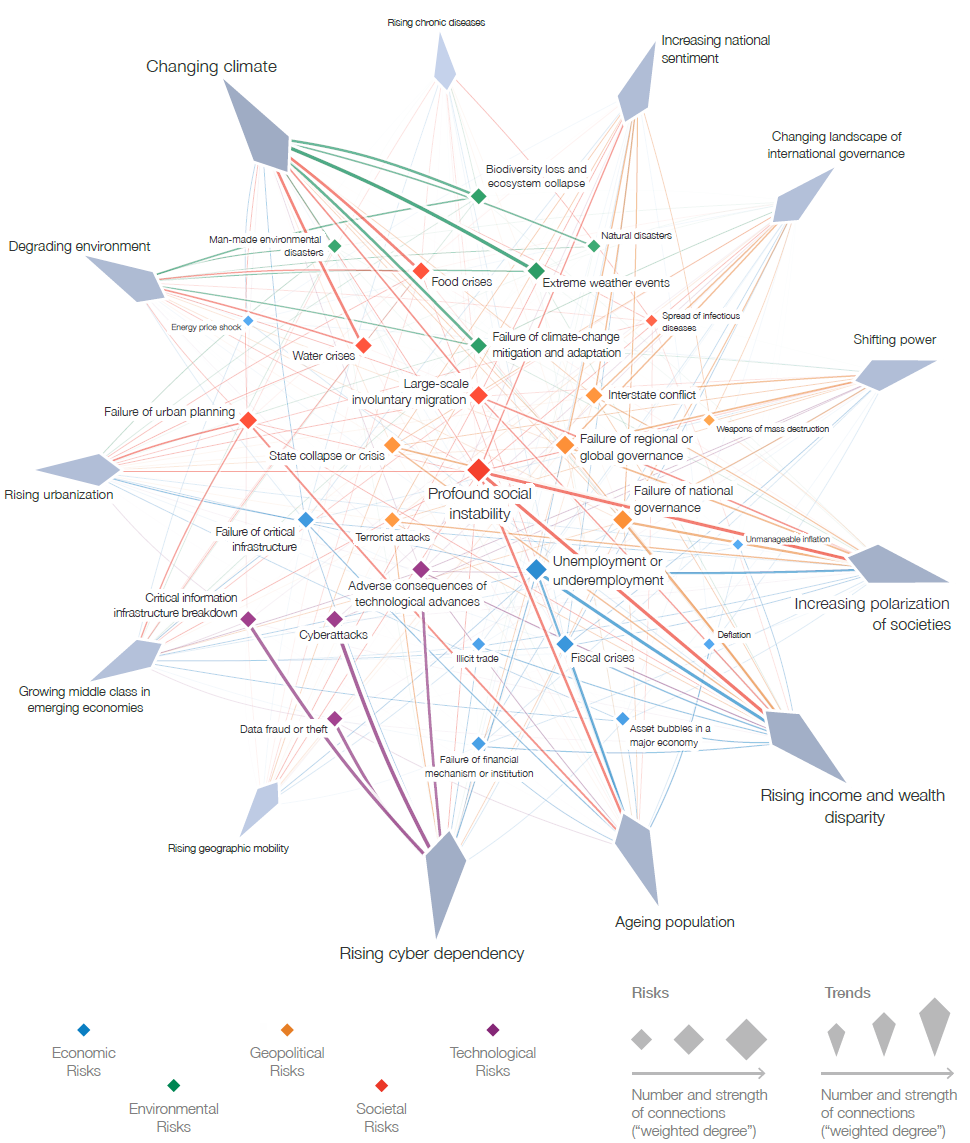 Rising chronic diseases
Increasing national
sentiment
Changing climate
Changing landscape of
international governance
Biodiversity loss and
ecosystem collapse
Degrading environment
Man-made environmental
disasters
Natural disasters
Food crises
Extreme weather events
Energy price shock
Spread of infectious
diseases
Water crises
Failure of climate-change
mitigation and adaptation
Shifting power
Large-scale
involuntary migration
Interstate conflict
Failure of urban planning
Weapons of mass destruction
State collapse or crisis
Failure of regional or
global governance
Rising urbanization
Profound social
instability
Failure of national
governance
Failure of critical
infrastructure
Terrorist attacks
Unmanageable inflation
Adverse consequences of
technological advances
Unemployment or
underemployment
Increasing polarization
of societies
Critical information
infrastructure breakdown
Cyberattacks
Illicit trade
Fiscal crises
Deflation
Growing middle class in
emerging economies
Data fraud or theft
Failure of financial
mechanism or institution
Asset bubbles in a
major economy
Rising income and wealth
disparity
Rising geographic mobility
Ageing population
Rising cyber dependency
Risks
Trends
Economic
Risks
Geopolitical
Risks
Technological
Risks
Environmental
Risks
Societal
Risks
Number and strength
of connections
(“weighted degree”)
Number and strength
of connections
(“weighted degree”)